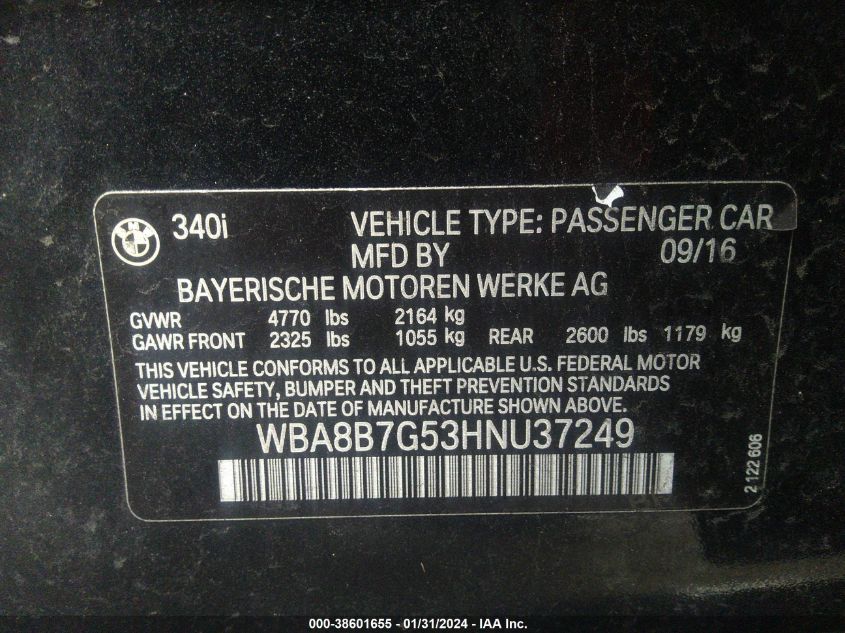 340i VEHICLE TYPE: PASSENGER CAR
MFD BY 09/16
BAYERISCHE MOTOREN WERKE AG
GVWR 4770 lbs 2164 kg
GAWR FRONT 2325 lbs 1055 kg REAR 2600 lbs 1179 kg
THIS VEHICLE CONFORMS TO ALL APPLICABLE U.S. FEDERAL MOTOR
VEHICLE SAFETY, BUMPER AND THEFT PREVENTION STANDARDS
IN EFFECT ON THE DATE OF MANUFACTURE SHOWN ABOVE.
WBA8B7G53HNU37249
2 122 606
000-38601655 - 01/31/2024 - IAA Inc.